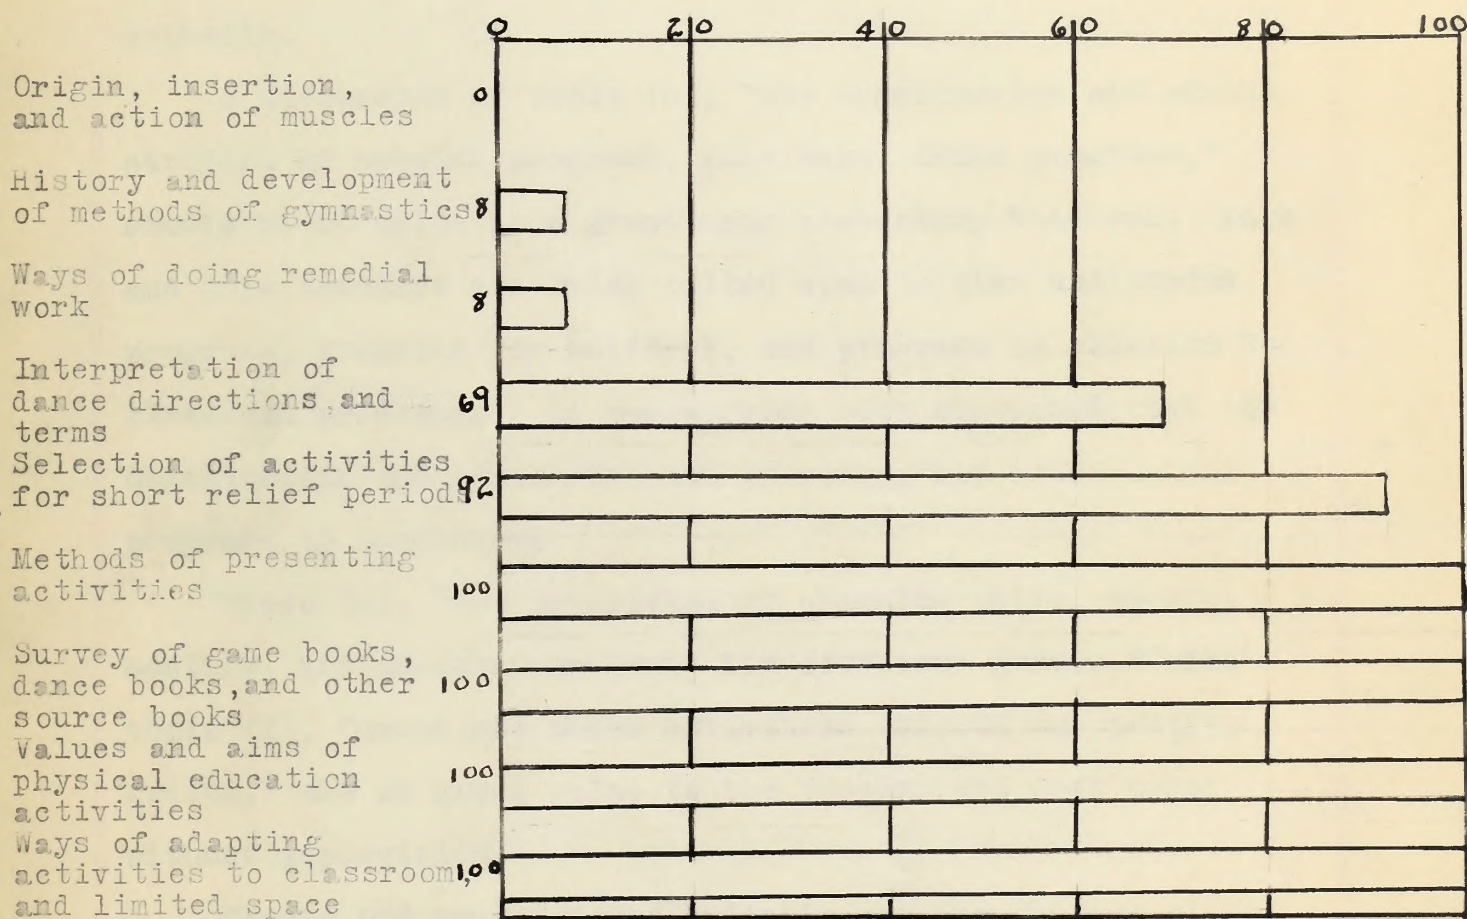 0 20 40 60 80 100
Origin, insertion,
and action of muscles 0
History and development
of methods of gymnastics 8
Ways of doing remedial
work 8
Interpretation of
dance directions, and 69
terms
Selection of activities
for short relief periods 92
Methods of presenting
activities 100
Survey of game books,
dance books, and other 100
source books
Values and aims of
physical education 100
activities
Ways of adapting
activities to classroom, 100
and limited space